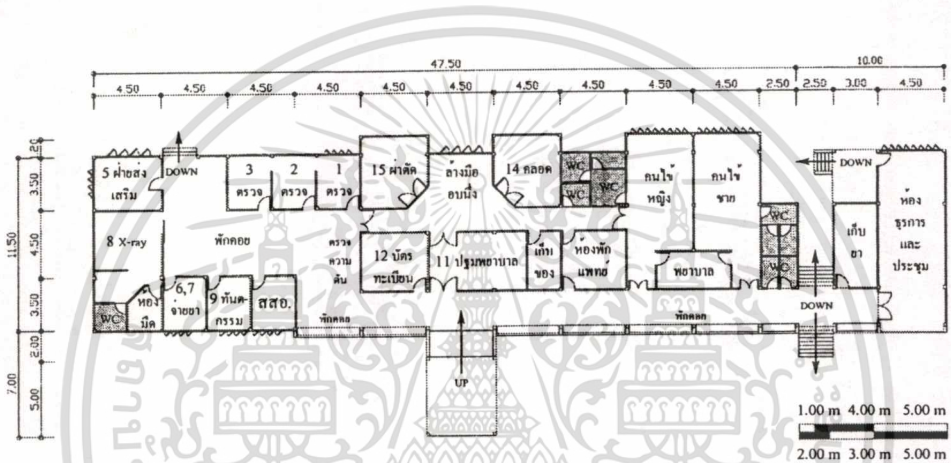 47.50 10.00
4.50 4.50 4.50 4.50 4.50 4.50 4.50 4.50 4.50 4.50 2.50 2.50 3.00 4.50
1.20
3.50
4.50
3.50
11.50
2.00
5.00
7.00
5 ฝ่ายส่ง
เสริม
DOWN
3
ตรวจ
2
ตรวจ
1
ตรวจ
15 ผ่าตัด
ล้างมือ
อบนึ่ง
14 คลอด
WC
WC
WC
คนไข้
หญิง
คนไข้
ชาย
DOWN
ห้อง
ธุรการ
และ
ประชุม
8 X-ray
พักคอย
ตรวจ
ความ
ดัน
12 บัตร
ทะเบียน
11 ปฐมพยาบาล
เก็บ
ของ
ห้องพัก
แพทย์
พยาบาล
WC
WC
เก็บ
ยา
WC
ห้อง
มืด
6,7
จ่ายยา
9 ทันต-
กรรม
สสอ.
พักคอย
พักคอย
DOWN
UP
1.00 m 4.00 m 5.00 m
2.00 m 3.00 m 5.00 m